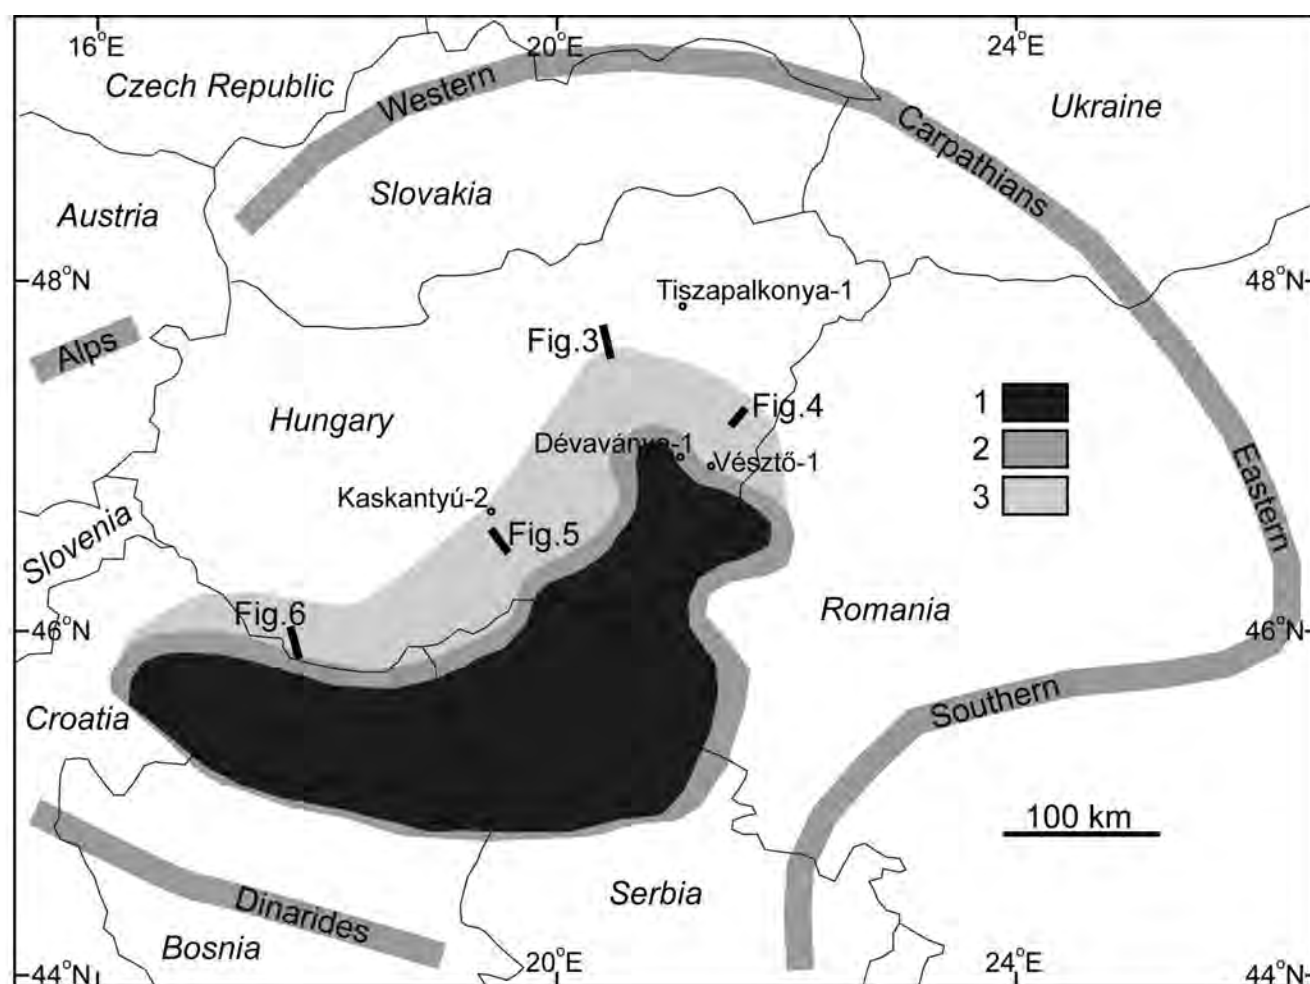 16°E
20°E
24°E
Czech Republic
Western
Carpathians
Ukraine
Austria
Slovakia
48°N
48°N
Tiszapalkonya-1
Alps
Fig.3
Hungary
Fig.4
1
Dévaványa-1
2
Vésztő-1
Eastern
Kaskantyú-2
3
Slovenia
Fig.5
Romania
Fig.6
46°N
46°N
Croatia
Southern
100 km
Dinarides
Serbia
Bosnia
44°N
20°E
24°E
44°N